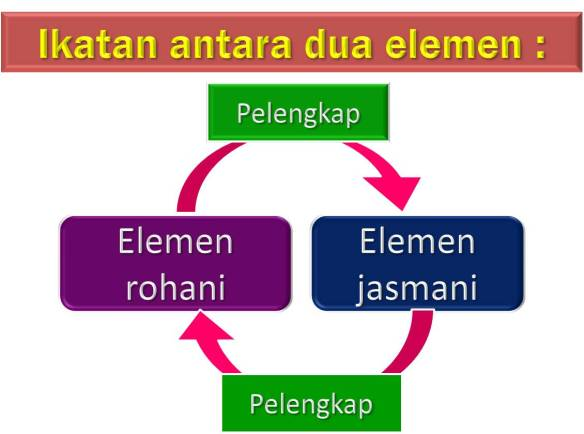 Ikatan antara dua elemen :
Pelengkap
Elemen
rohani
Elemen
jasmani
Pelengkap